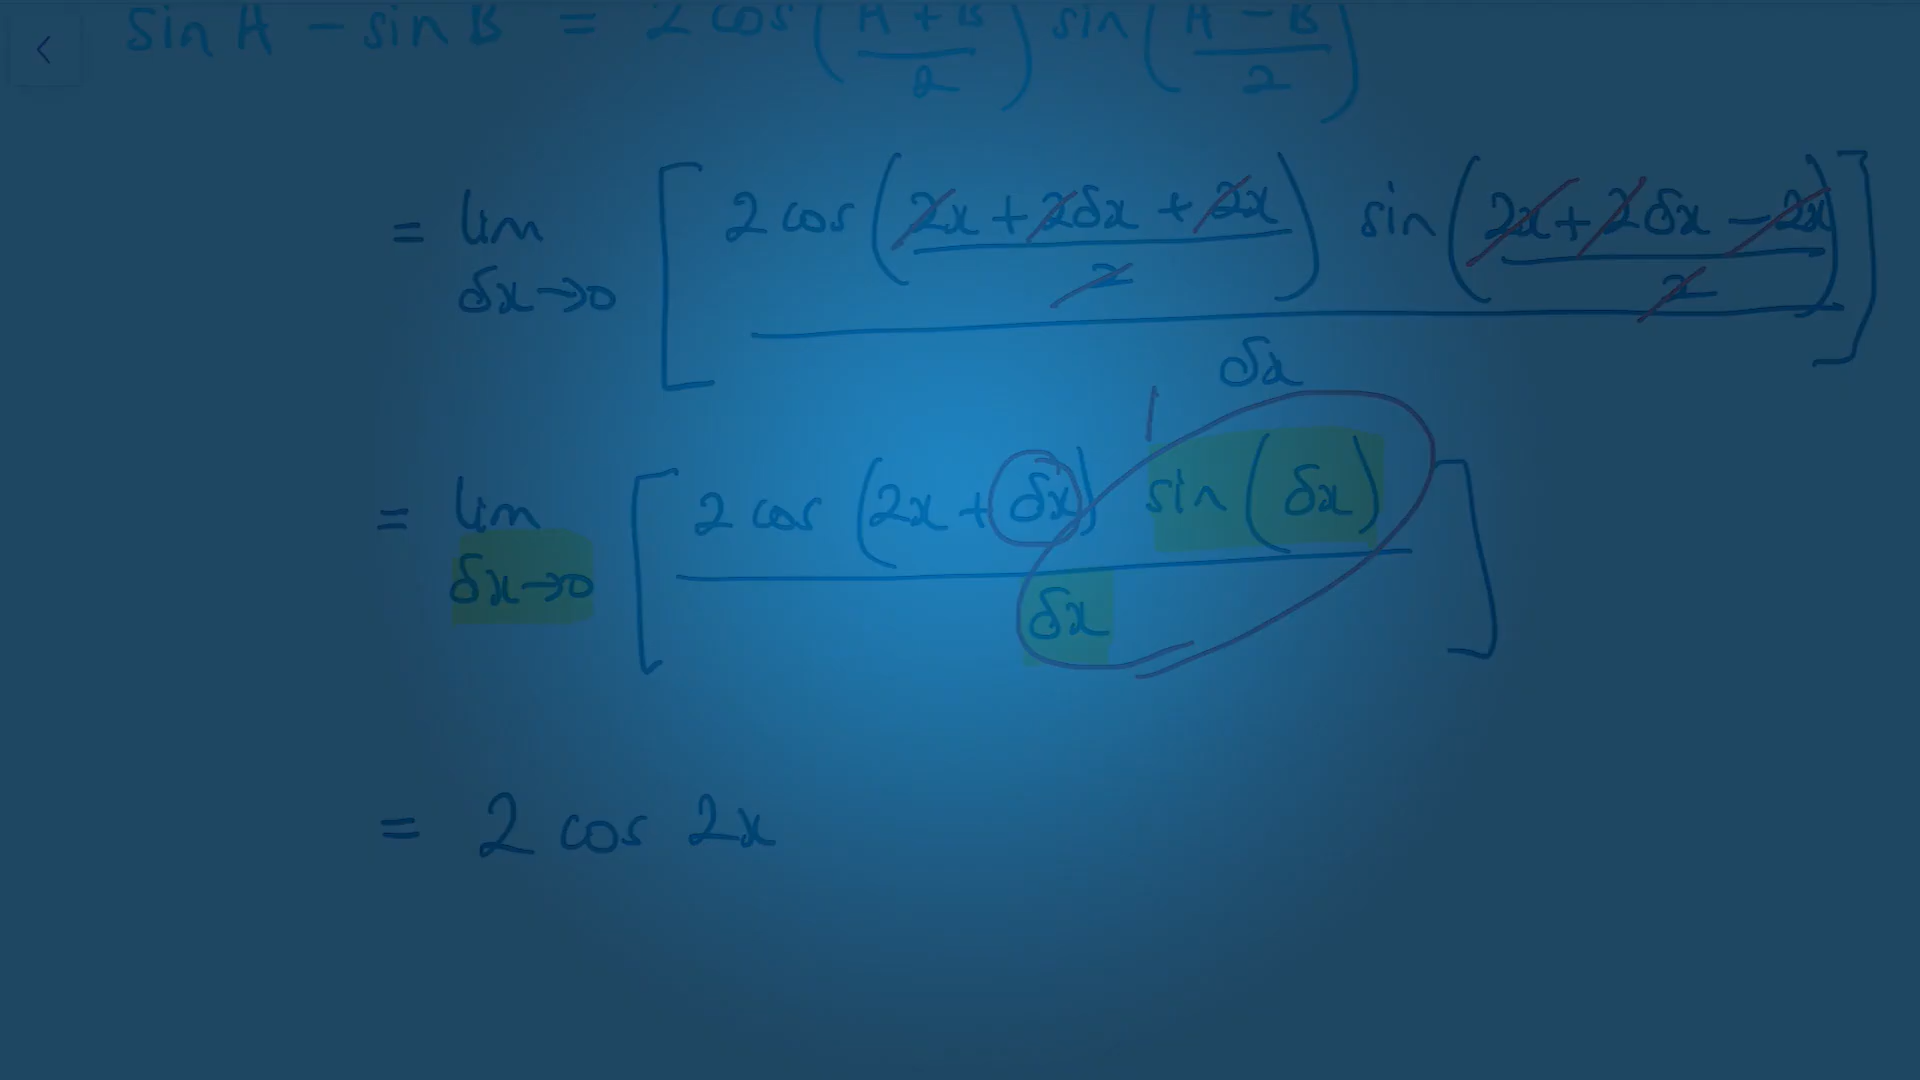 sin A - sin B = 2 cos ((A + B)/2) sin ((A - B)/2)
= lim δx→0 [ 2 cos ((2x + 2δx + 2x)/2) sin ((2x + 2δx - 2x)/2) / δx ]
1
= lim δx→0 [ 2 cos (2x + δx) sin (δx) / δx ]
= 2 cos 2x